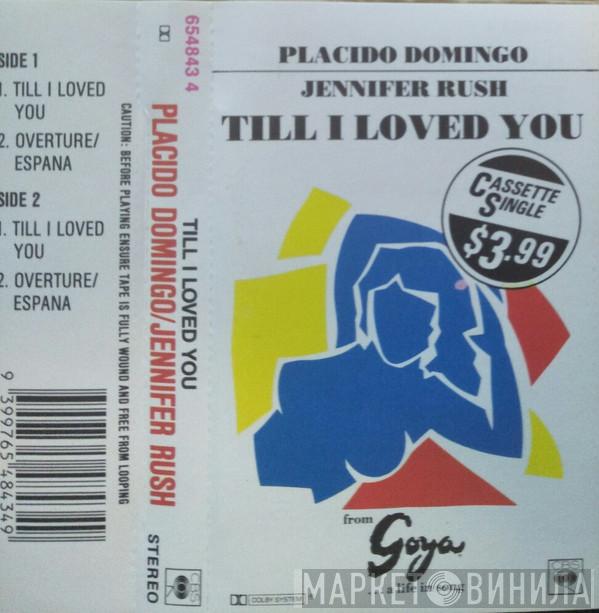 SIDE 1
1. TILL I LOVED
YOU
2. OVERTURE/
ESPANA
SIDE 2
1. TILL I LOVED
YOU
2. OVERTURE/
ESPANA
9 399765 484349
654843 4
PLACIDO DOMINGO/JENNIFER RUSH
TILL I LOVED YOU
CAUTION: BEFORE PLAYING ENSURE TAPE IS FULLY WOUND AND FREE FROM LOOPING
STEREO
CBS
PLACIDO DOMINGO
JENNIFER RUSH
TILL I LOVED YOU
CASSETTE
SINGLE
$3.99
from
Goya
... a life in song
DOLBY SYSTEM
CBS
МАРКЕТ ВИНИЛА